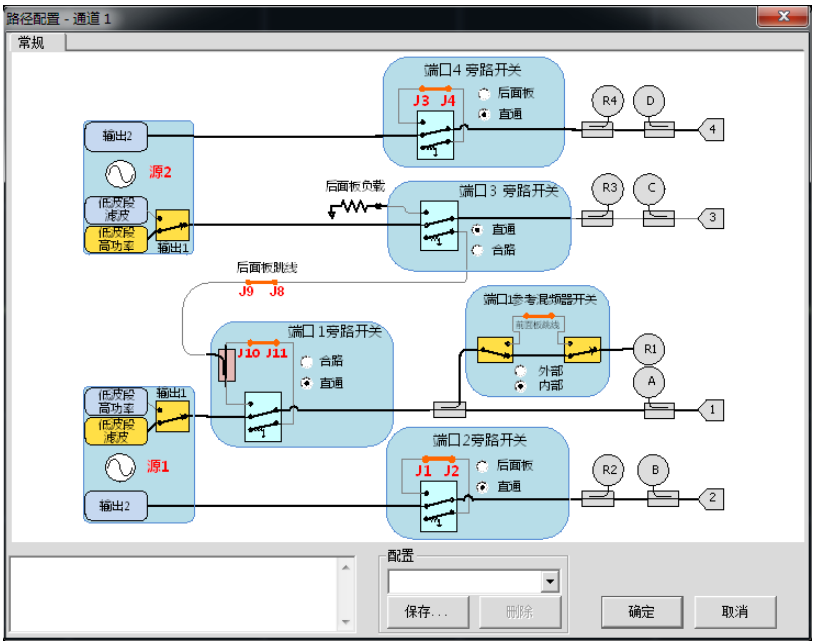 路径配置 - 通道 1
常规
端口4 旁路开关
J3 J4
后面板
直通
R4
D
4
输出2
源2
低波段
滤波
低波段
高功率
输出1
后面板负载
端口 3 旁路开关
直通
合路
R3
C
3
后面板跳线
J9 J8
端口1参考混频器开关
前面板跳线
外部
内部
R1
A
1
端口 1旁路开关
J10 J11
合路
直通
输出1
低波段
高功率
低波段
滤波
源1
输出2
端口2旁路开关
J1 J2
后面板
直通
R2
B
2
配置
保存...
删除
确定
取消